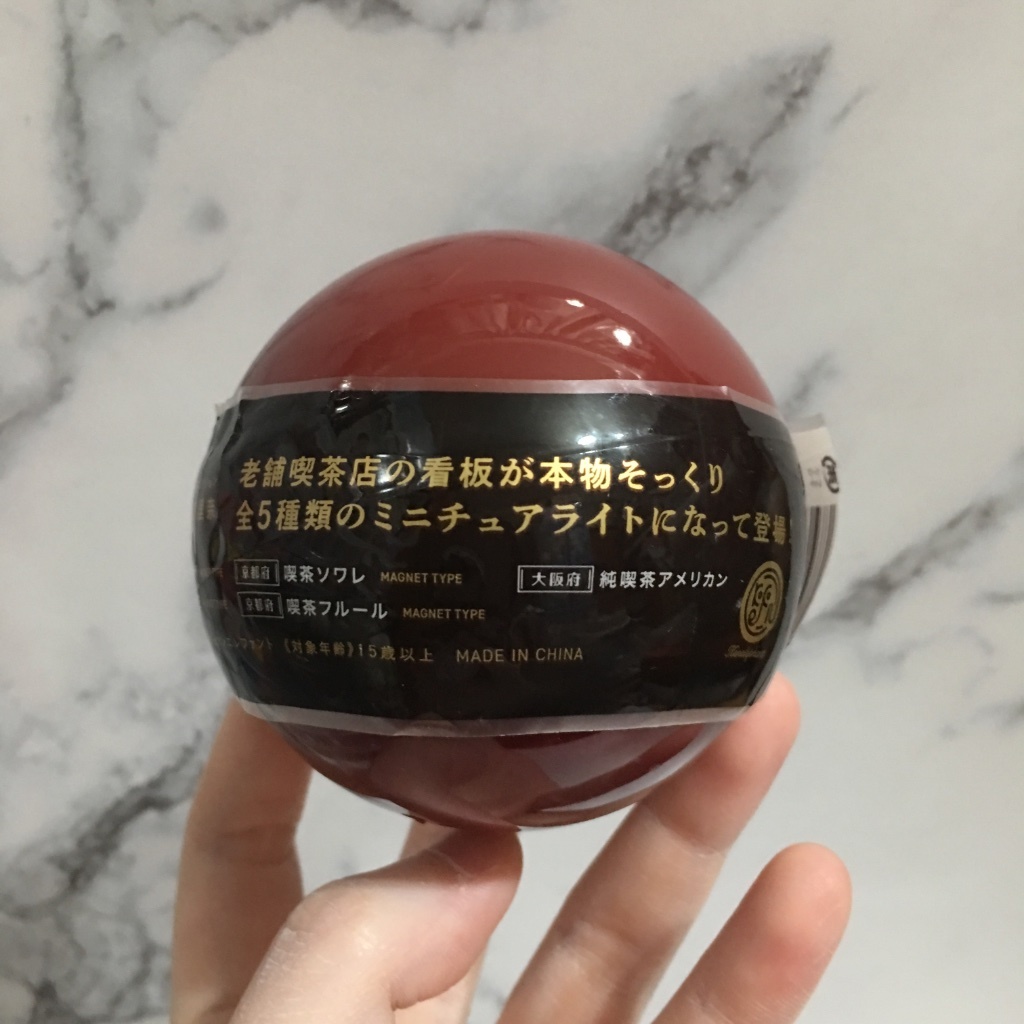 老舗喫茶店の看板が本物そっくり
全5種類のミニチュアライトになって登場!
京都府 喫茶ソワレ MAGNET TYPE 大阪府 純喫茶アメリカン
京都府 喫茶フルール MAGNET TYPE
《対象年齢》15歳以上 MADE IN CHINA